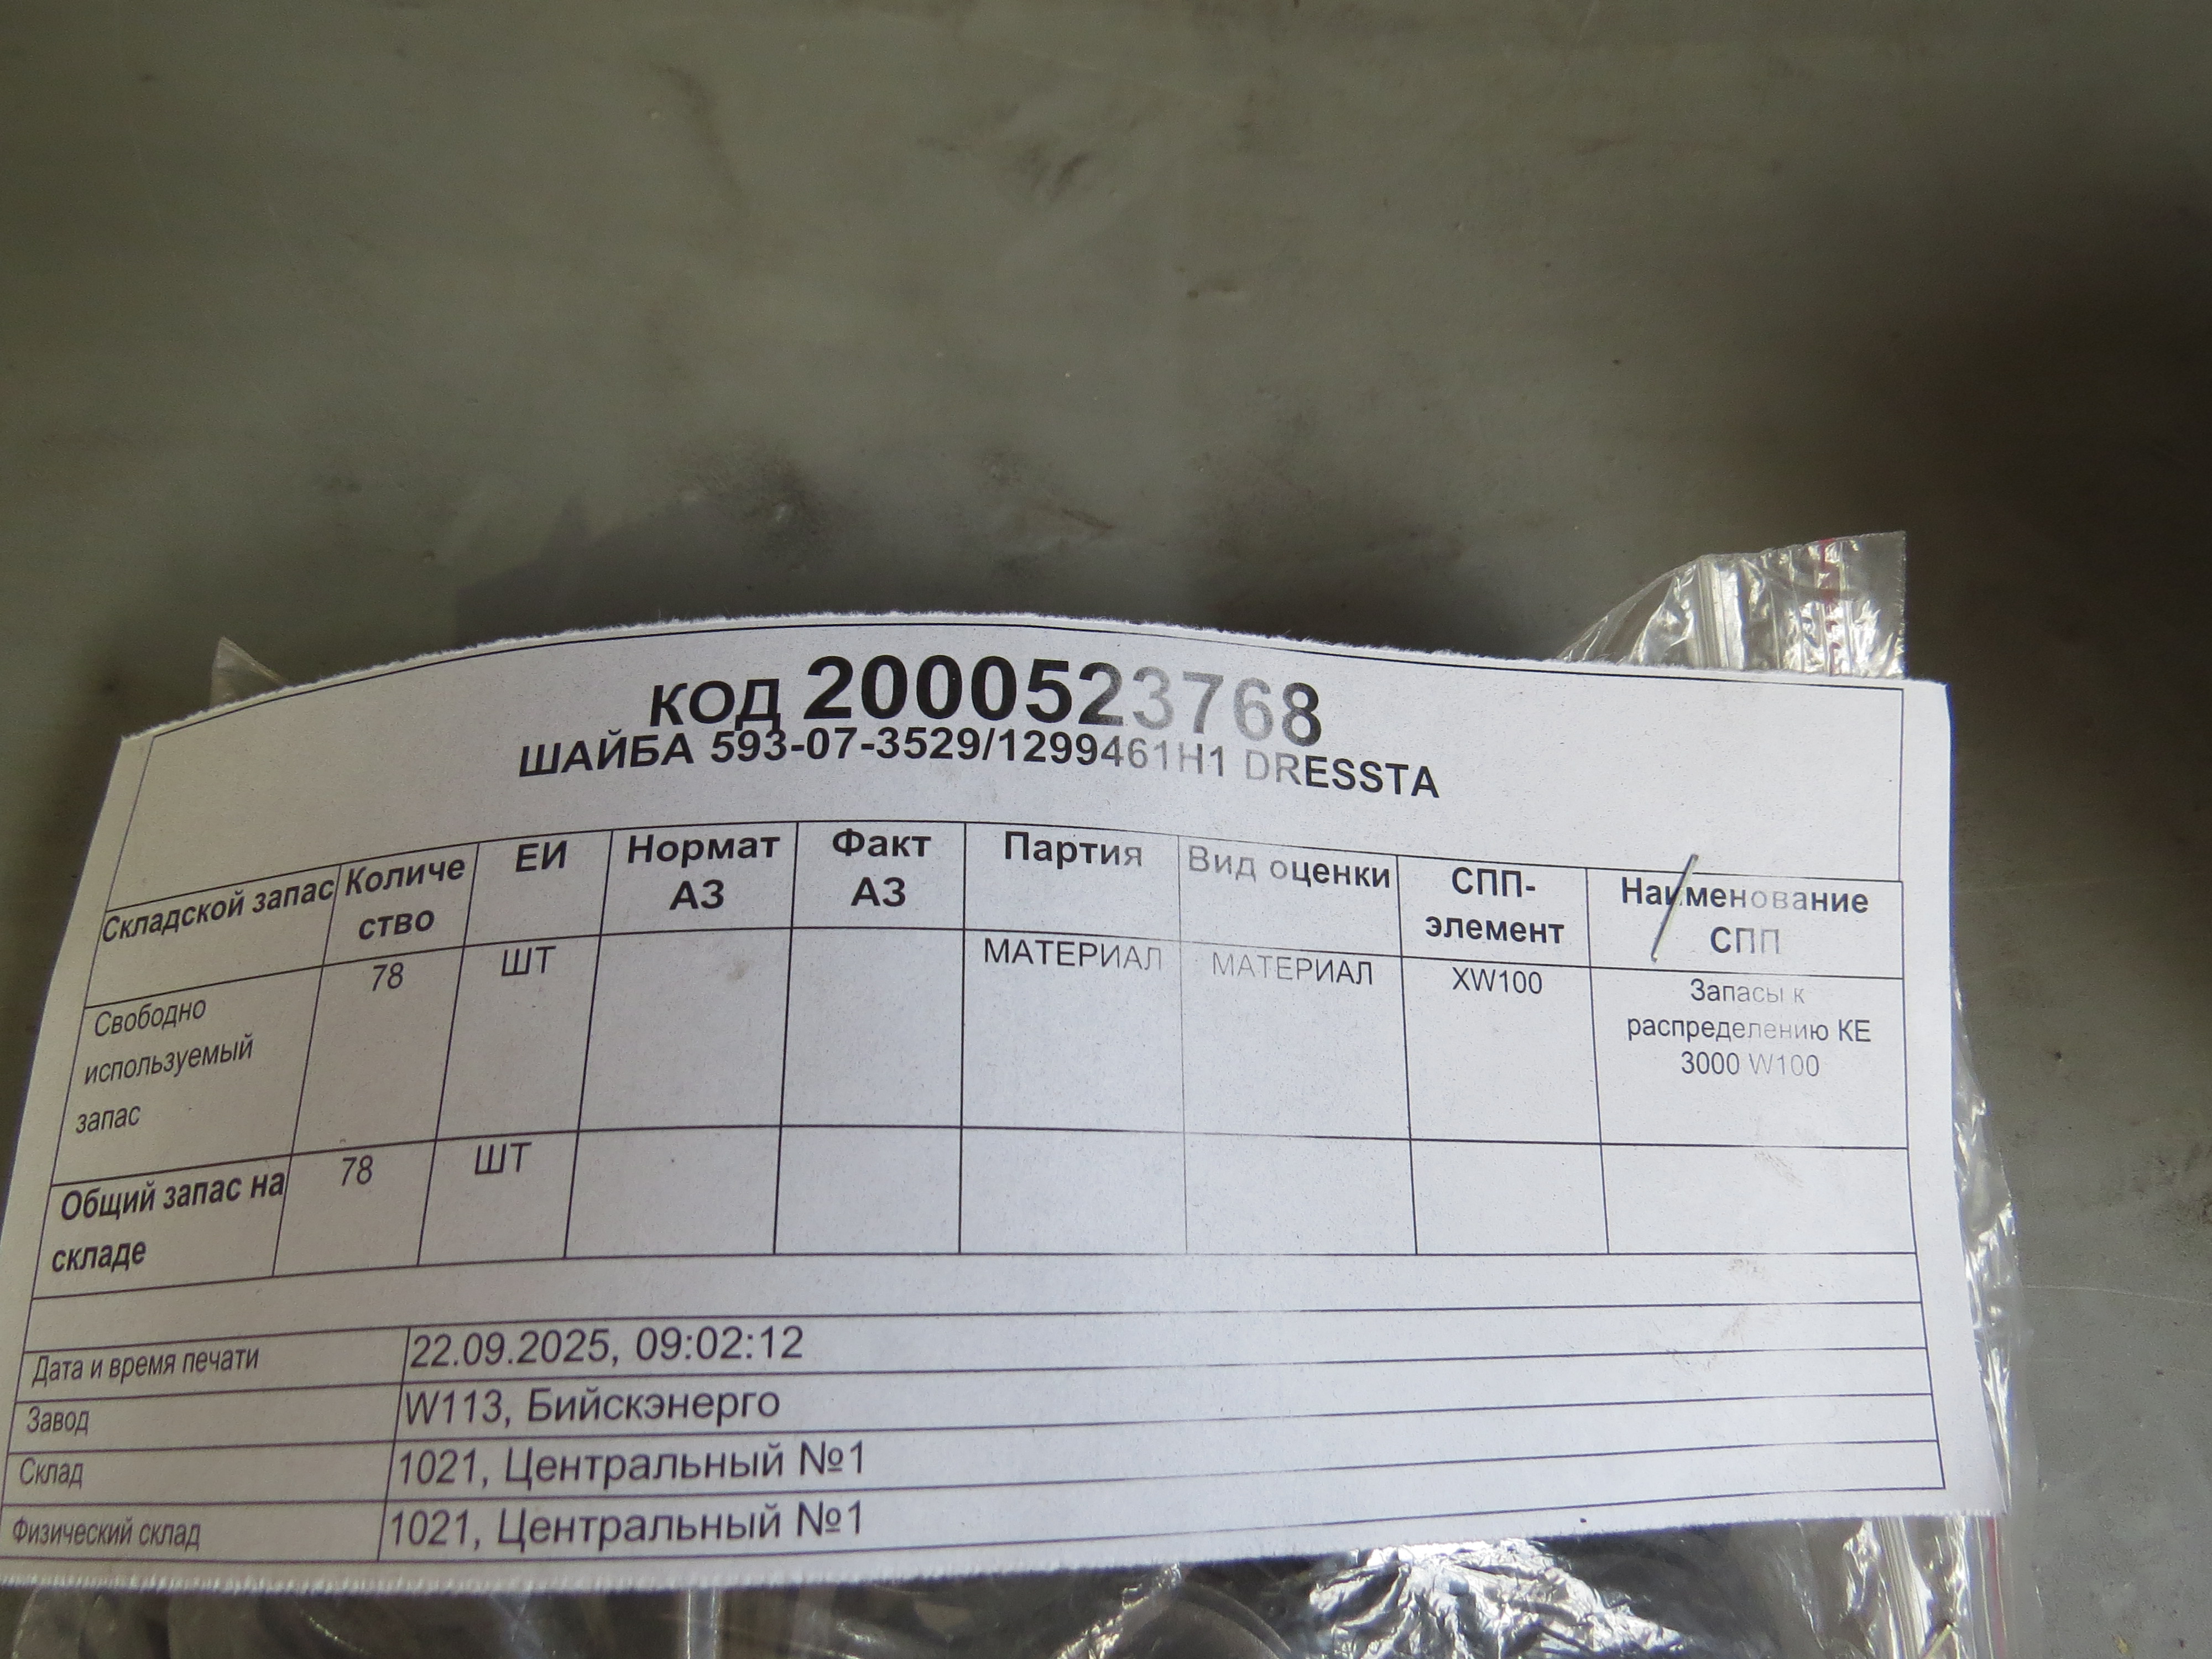 КОД 2000523768
ШАЙБА 593-07-3529/1299461H1 DRESSTA
Складской запас
Количе
ство
ЕИ
Нормат
АЗ
Факт
АЗ
Партия
Вид оценки
СПП-
элемент
Наименование
СПП
Свободно
используемый
запас
78
ШТ
МАТЕРИАЛ
МАТЕРИАЛ
XW100
Запасы к
распределению КЕ
3000 W100
Общий запас на
складе
78
ШТ
Дата и время печати
22.09.2025, 09:02:12
Завод
W113, Бийскэнерго
Склад
1021, Центральный №1
Физический склад
1021, Центральный №1